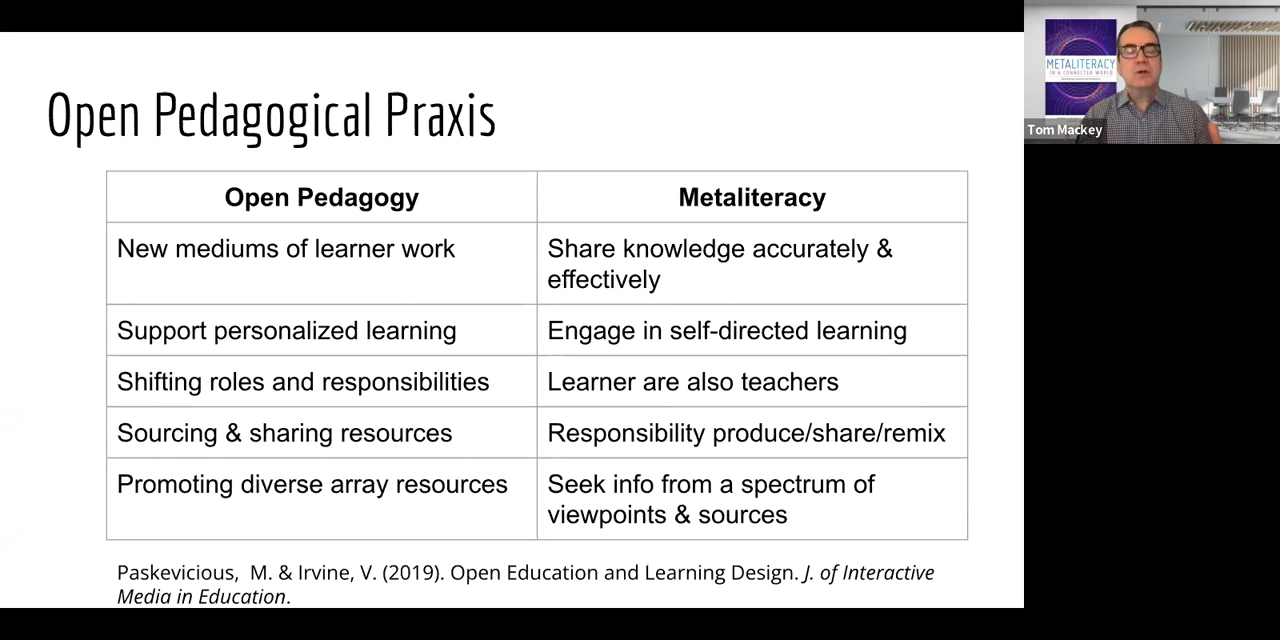 Open Pedagogical Praxis
Open Pedagogy
Metaliteracy
New mediums of learner work
Share knowledge accurately &
effectively
Support personalized learning
Engage in self-directed learning
Shifting roles and responsibilities
Learner are also teachers
Sourcing & sharing resources
Responsibility produce/share/remix
Promoting diverse array resources
Seek info from a spectrum of
viewpoints & sources
Paskevicious, M. & Irvine, V. (2019). Open Education and Learning Design. J. of Interactive
Media in Education.
METALITERACY
IN A CONNECTED WORLD
Tom Mackey